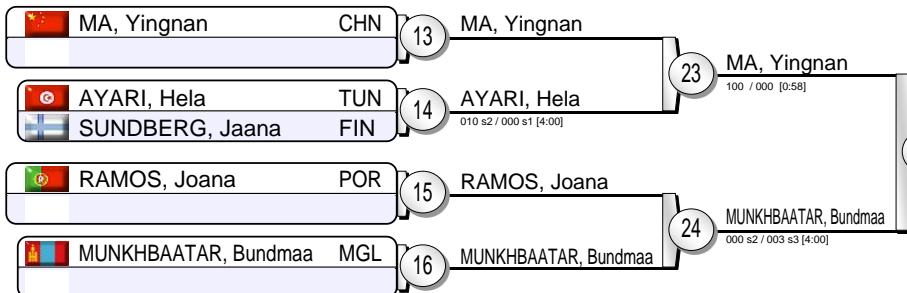 MA, Yingnan CHN
13
MA, Yingnan
AYARI, Hela TUN
SUNDBERG, Jaana FIN
14
AYARI, Hela
010 s2 / 000 s1 [4:00]
23
MA, Yingnan
100 / 000 [0:58]
RAMOS, Joana POR
15
RAMOS, Joana
MUNKHBAATAR, Bundmaa MGL
16
MUNKHBAATAR, Bundmaa
24
MUNKHBAATAR, Bundmaa
000 s2 / 003 s3 [4:00]